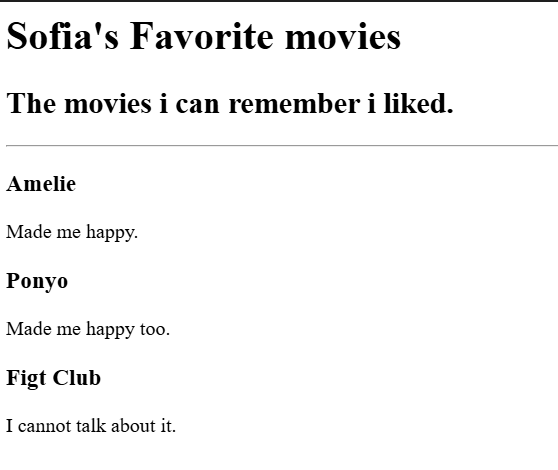 Sofia's Favorite movies
The movies i can remember i liked.
Amelie
Made me happy.
Ponyo
Made me happy too.
Figt Club
I cannot talk about it.